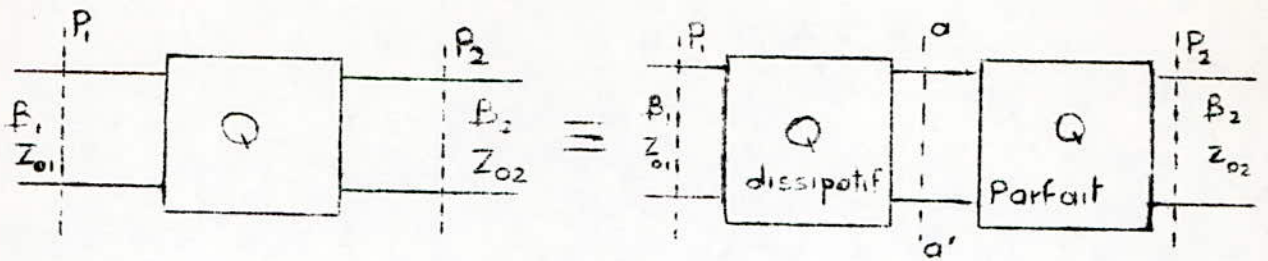 P₁
P₂
β₁
Z₀₁
Q
β₂
Z₀₂
≡
P₁
a
P₂
β₁
Z₀₁
Q
dissipatif
Q
Parfait
β₂
Z₀₂
a'